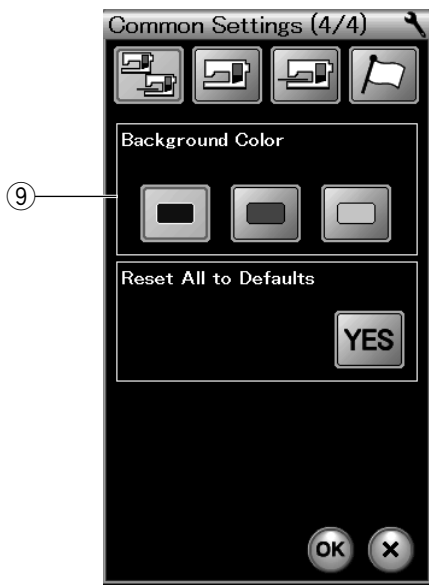 Common Settings (4/4)
Background Color
⑨
Reset All to Defaults
YES
OK